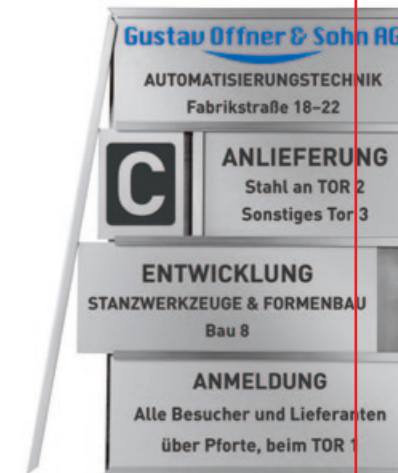 Gustav Offner & Sohn AG
AUTOMATISIERUNGSTECHNIK
Fabrikstraße 18–22
C
ANLIEFERUNG
Stahl an TOR 2
Sonstiges Tor 3
ENTWICKLUNG
STANZWERKZEUGE & FORMENBAU
Bau 8
ANMELDUNG
Alle Besucher und Lieferanten
über Pforte, beim TOR 1